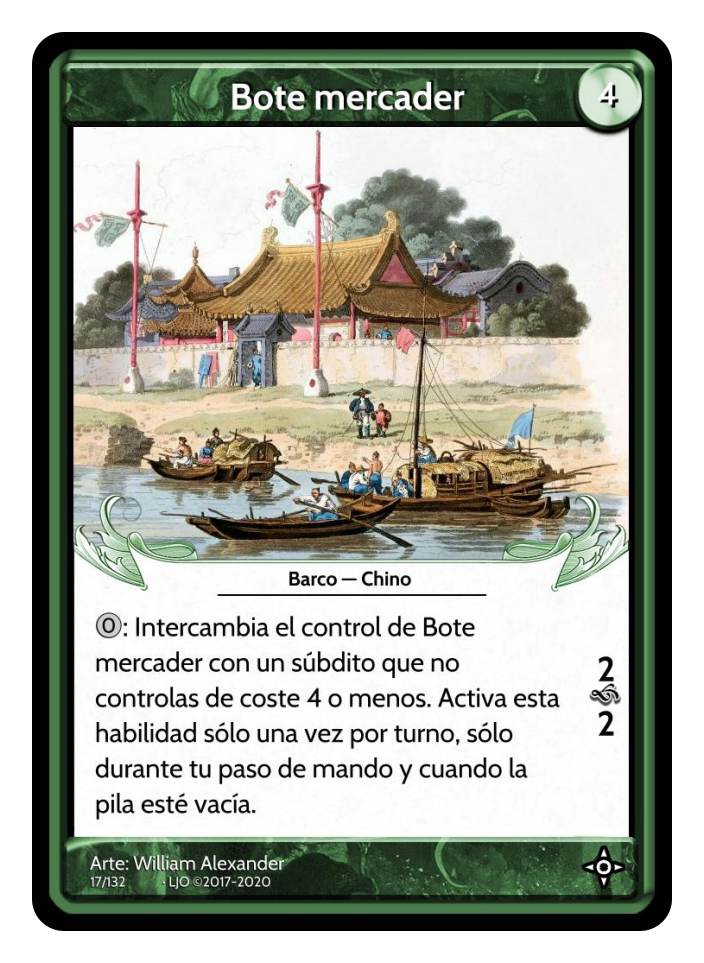 Bote mercader
4
Barco — Chino
0: Intercambia el control de Bote
mercader con un súbdito que no
controlas de coste 4 o menos. Activa esta
habilidad sólo una vez por turno, sólo
durante tu paso de mando y cuando la
pila esté vacía.
2
2
Arte: William Alexander
17/132 · LJO ©2017-2020